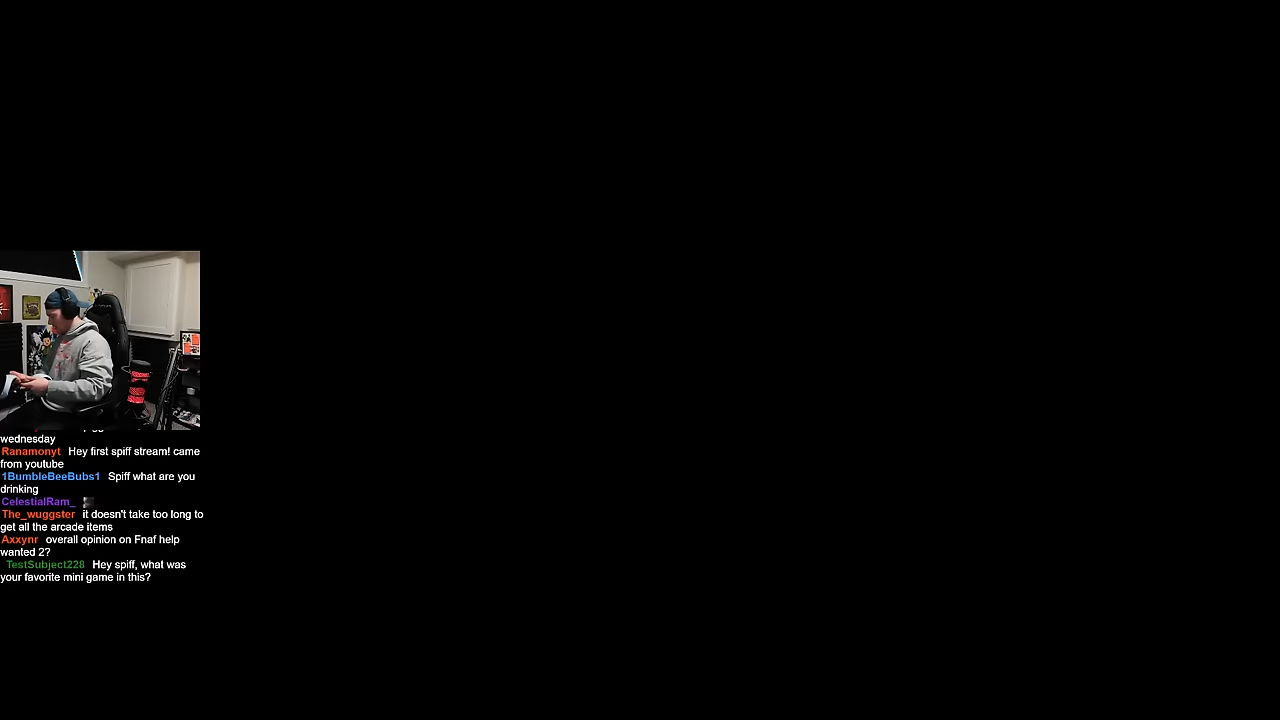 wednesday
Ranamonyt Hey first spiff stream! came
from youtube
1BumbleBeeBubs1 Spiff what are you
drinking
CelestialRam_
The_wuggster it doesn't take too long to
get all the arcade items
Axxynr overall opinion on Fnaf help
wanted 2?
TestSubject228 Hey spiff, what was
your favorite mini game in this?